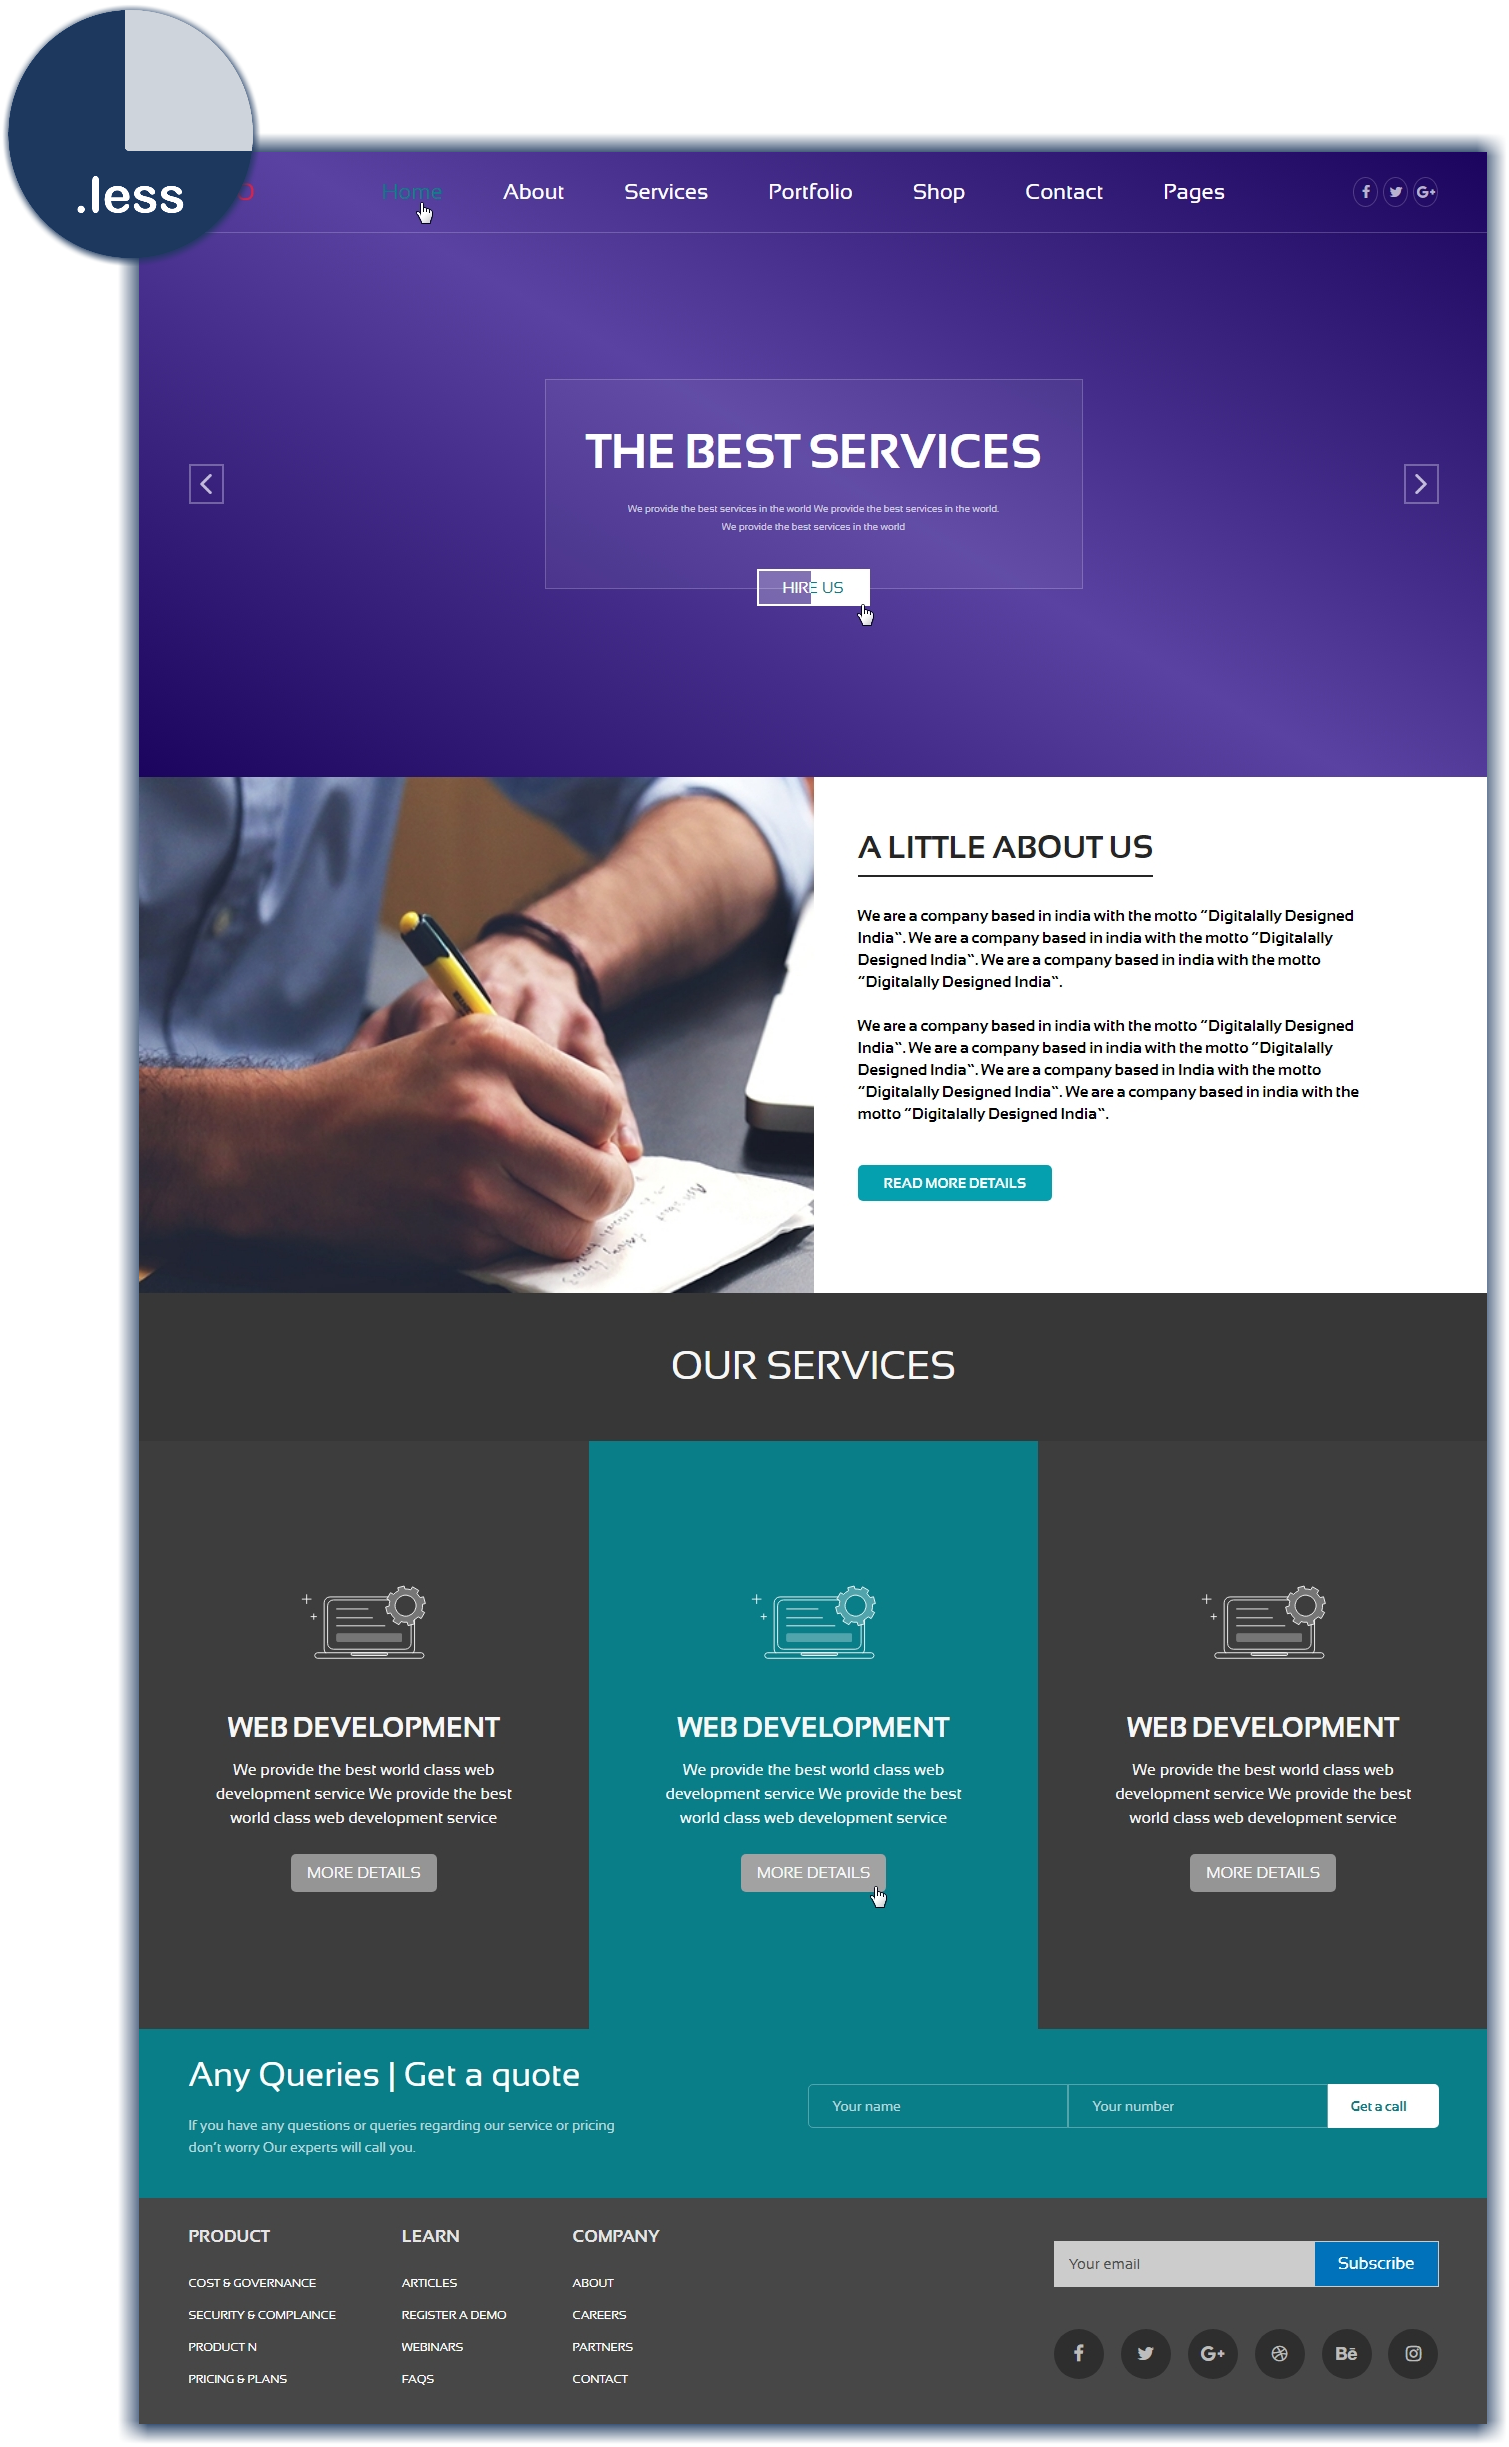 .less
Home About Services Portfolio Shop Contact Pages
THE BEST SERVICES
We provide the best services in the world We provide the best services in the world.
We provide the best services in the world
HIRE US
A LITTLE ABOUT US
We are a company based in india with the motto “Digitalally Designed
India“. We are a company based in india with the motto “Digitalally
Designed India“. We are a company based in india with the motto
“Digitalally Designed India“.
We are a company based in india with the motto “Digitalally Designed
India“. We are a company based in india with the motto “Digitalally
Designed India“. We are a company based in India with the motto
“Digitalally Designed India“. We are a company based in india with the
motto “Digitalally Designed India“.
READ MORE DETAILS
OUR SERVICES
WEB DEVELOPMENT
We provide the best world class web
development service We provide the best
world class web development service
MORE DETAILS
WEB DEVELOPMENT
We provide the best world class web
development service We provide the best
world class web development service
MORE DETAILS
WEB DEVELOPMENT
We provide the best world class web
development service We provide the best
world class web development service
MORE DETAILS
Any Queries | Get a quote
If you have any questions or queries regarding our service or pricing
don’t worry Our experts will call you.
Your name
Your number
Get a call
PRODUCT
COST & GOVERNANCE
SECURITY & COMPLAINCE
PRODUCT N
PRICING & PLANS
LEARN
ARTICLES
REGISTER A DEMO
WEBINARS
FAQS
COMPANY
ABOUT
CAREERS
PARTNERS
CONTACT
Your email
Subscribe